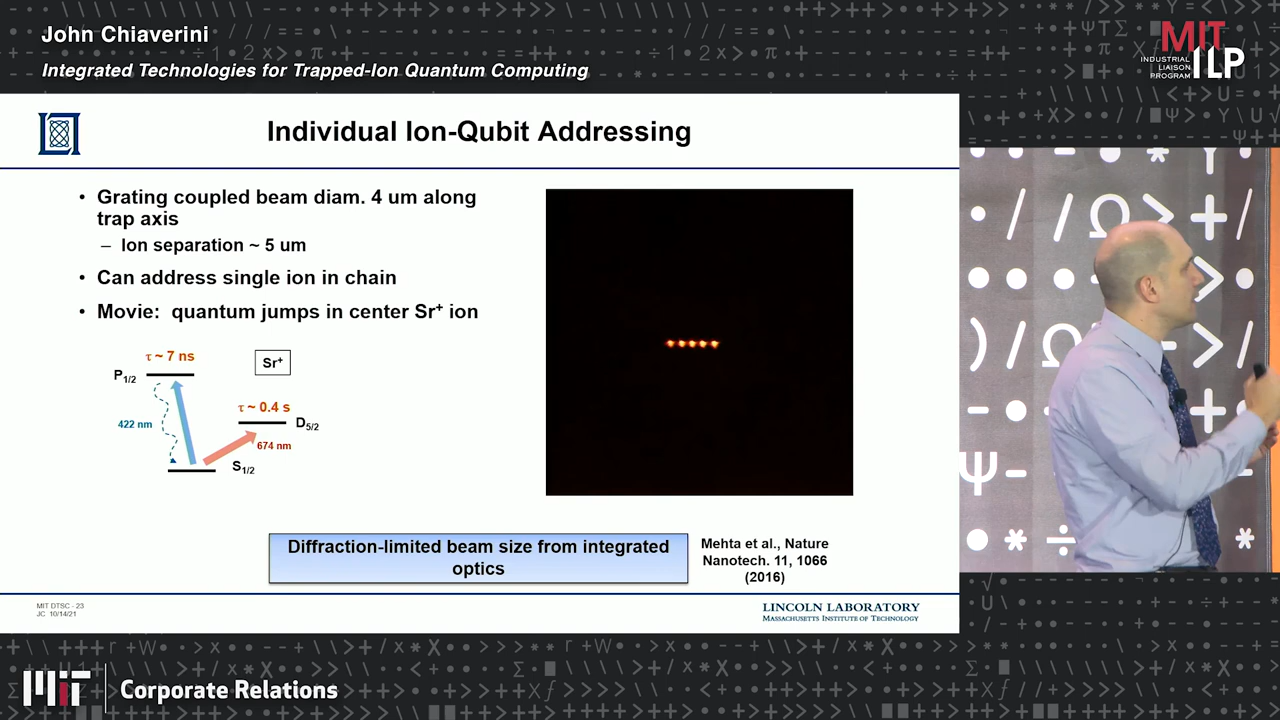 John Chiaverini
Integrated Technologies for Trapped-Ion Quantum Computing
MIT
INDUSTRIAL
LIAISON
PROGRAM
ILP
Individual Ion-Qubit Addressing
• Grating coupled beam diam. 4 um along
trap axis
– Ion separation ~ 5 um
• Can address single ion in chain
• Movie: quantum jumps in center Sr⁺ ion
τ ~ 7 ns
Sr⁺
P1/2
τ ~ 0.4 s
D5/2
422 nm
674 nm
S1/2
Diffraction-limited beam size from integrated
optics
Mehta et al., Nature
Nanotech. 11, 1066
(2016)
MIT DTSC - 23
JC 10/14/21
LINCOLN LABORATORY
MASSACHUSETTS INSTITUTE OF TECHNOLOGY
MIT
Corporate Relations